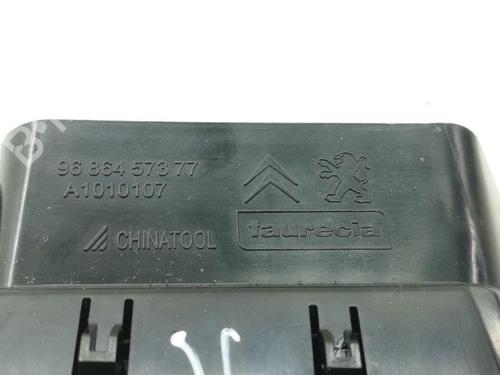 96 864 573 77
A1010107
CHINATOOL
faurecia